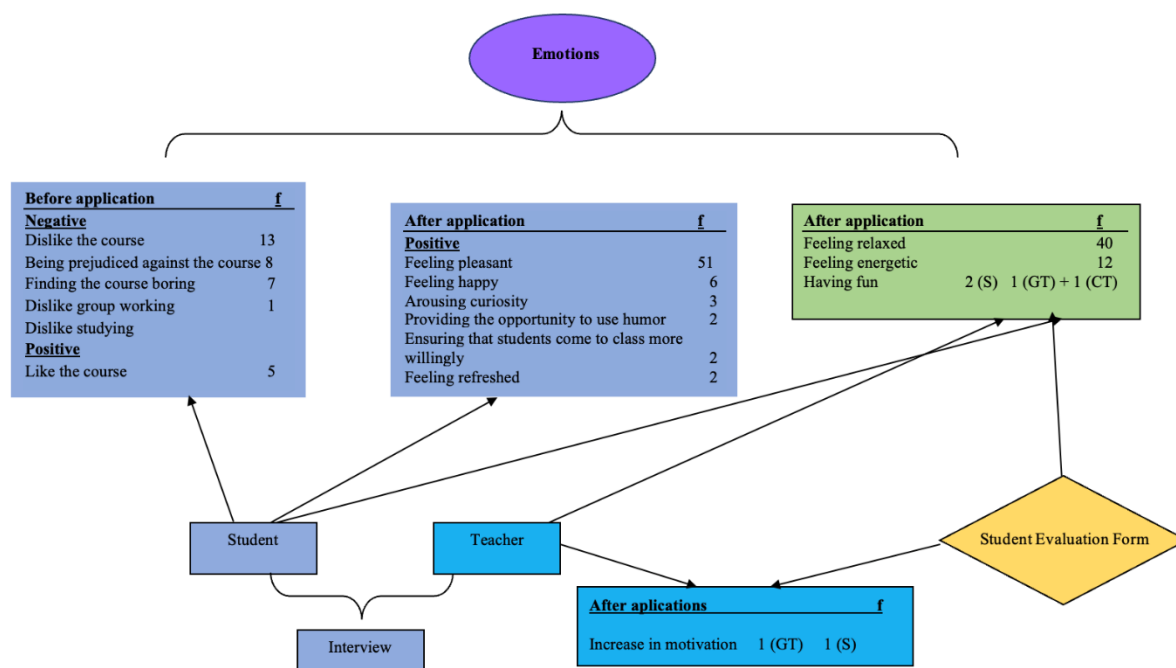 Emotions
Before application f
Negative
Dislike the course 13
Being prejudiced against the course 8
Finding the course boring 7
Dislike group working 1
Dislike studying
Positive
Like the course 5
After application f
Positive
Feeling pleasant 51
Feeling happy 6
Arousing curiosity 3
Providing the opportunity to use humor 2
Ensuring that students come to class more
willingly 2
Feeling refreshed 2
After application f
Feeling relaxed 40
Feeling energetic 12
Having fun 2 (S) 1 (GT) + 1 (CT)
Student
Teacher
Student Evaluation Form
Interview
After aplications f
Increase in motivation 1 (GT) 1 (S)